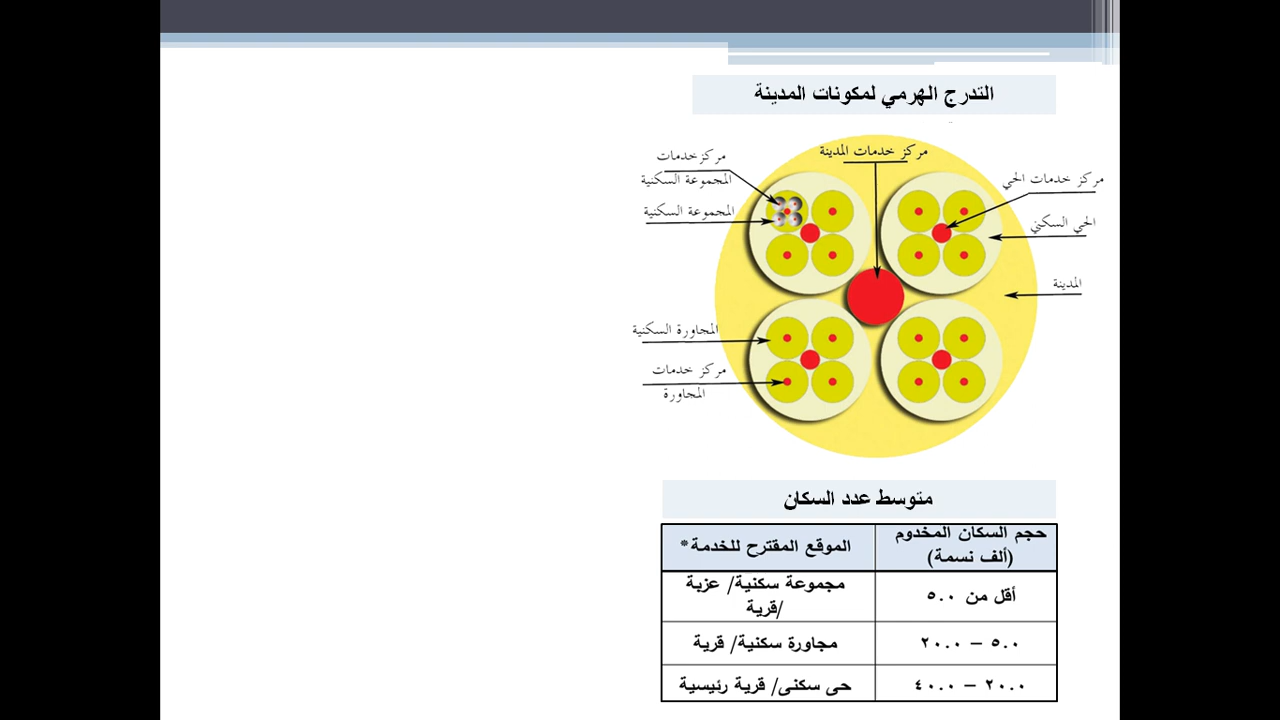 التدرج الهرمي لمكونات المدينة
مركز خدمات المدينة
مركز خدمات
المجموعة السكنية
المجموعة السكنية
مركز خدمات الحي
الحي السكني
المدينة
المجاورة السكنية
مركز خدمات
المجاورة
متوسط عدد السكان
حجم السكان المخدوم
(ألف نسمة)
الموقع المقترح للخدمة*
أقل من ٥.٠
مجموعة سكنية/ عزبة
/قرية
٥.٠ – ٢٠.٠
مجاورة سكنية/ قرية
٢٠.٠ – ٤٠.٠
حى سكنى/ قرية رئيسية